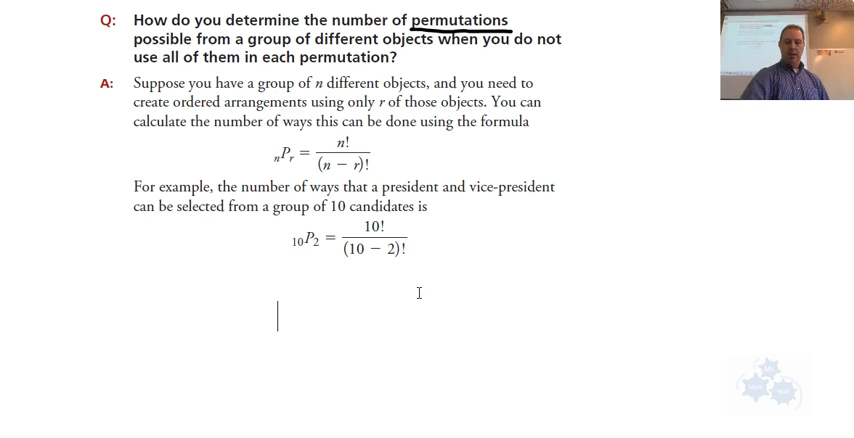 Q: How do you determine the number of permutations
possible from a group of different objects when you do not
use all of them in each permutation?
A: Suppose you have a group of n different objects, and you need to
create ordered arrangements using only r of those objects. You can
calculate the number of ways this can be done using the formula
ₙPᵣ = n! / (n − r)!
For example, the number of ways that a president and vice-president
can be selected from a group of 10 candidates is
₁₀P₂ = 10! / (10 − 2)!